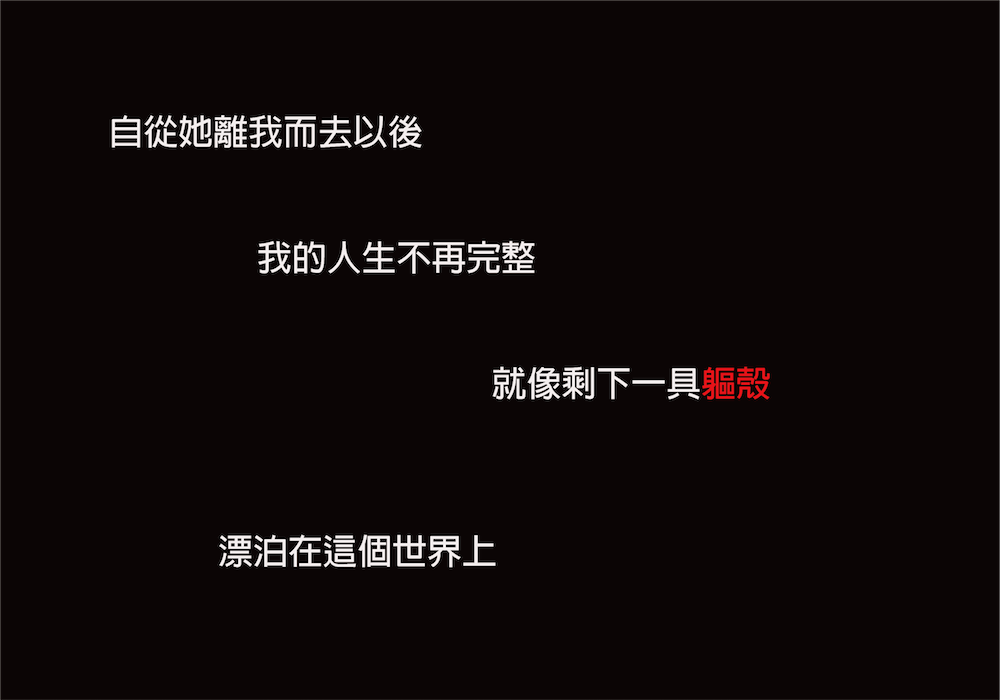 自從她離我而去以後
我的人生不再完整
就像剩下一具軀殼
漂泊在這個世界上